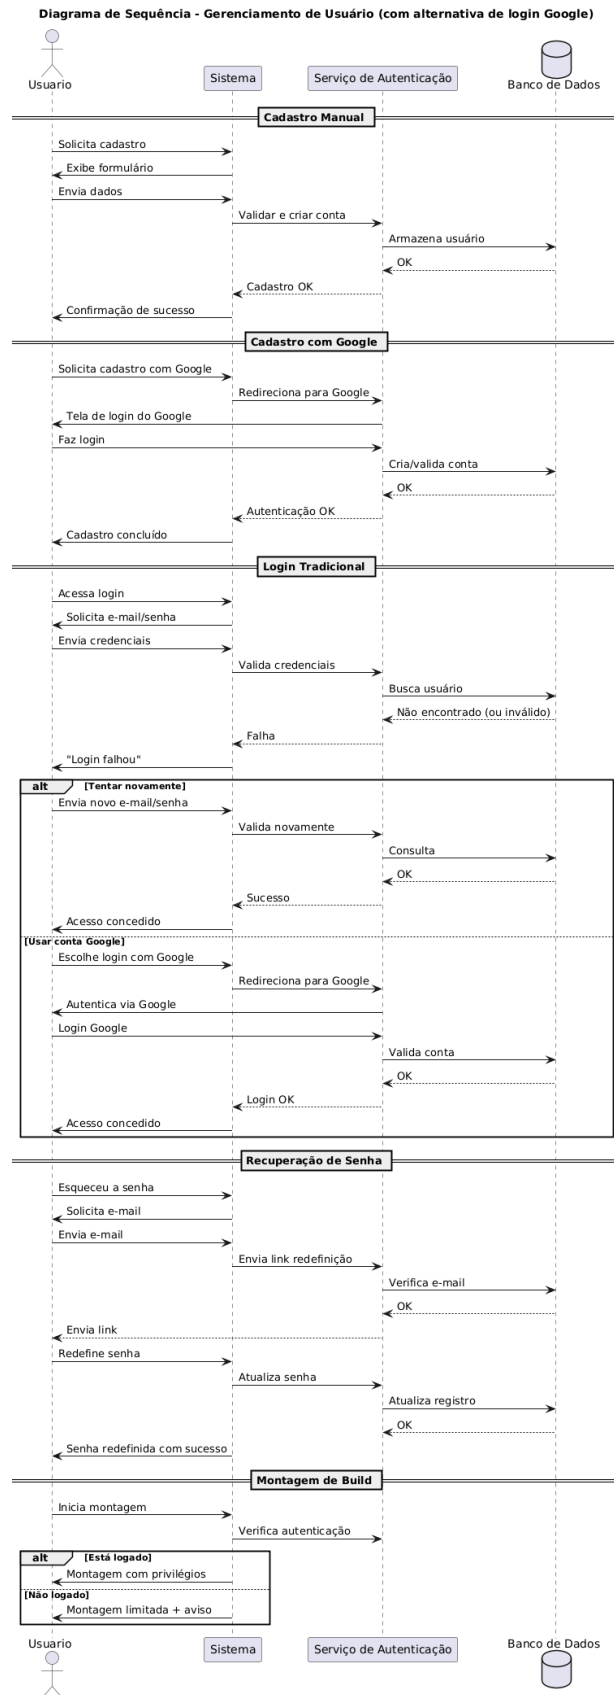 Diagrama de Sequência - Gerenciamento de Usuário (com alternativa de login Google)
Usuario
Sistema
Serviço de Autenticação
Banco de Dados
Cadastro Manual
Solicita cadastro
Exibe formulário
Envia dados
Validar e criar conta
Armazena usuário
OK
Cadastro OK
Confirmação de sucesso
Cadastro com Google
Solicita cadastro com Google
Redireciona para Google
Tela de login do Google
Faz login
Cria/valida conta
OK
Autenticação OK
Cadastro concluído
Login Tradicional
Acessa login
Solicita e-mail/senha
Envia credenciais
Valida credenciais
Busca usuário
Não encontrado (ou inválido)
Falha
"Login falhou"
alt [Tentar novamente]
Envia novo e-mail/senha
Valida novamente
Consulta
OK
Sucesso
Acesso concedido
[Usar conta Google]
Escolhe login com Google
Redireciona para Google
Autentica via Google
Login Google
Valida conta
OK
Login OK
Acesso concedido
Recuperação de Senha
Esqueceu a senha
Solicita e-mail
Envia e-mail
Envia link redefinição
Verifica e-mail
OK
Envia link
Redefine senha
Atualiza senha
Atualiza registro
OK
Senha redefinida com sucesso
Montagem de Build
Inicia montagem
Verifica autenticação
alt [Está logado]
Montagem com privilégios
[Não logado]
Montagem limitada + aviso
Usuario
Sistema
Serviço de Autenticação
Banco de Dados